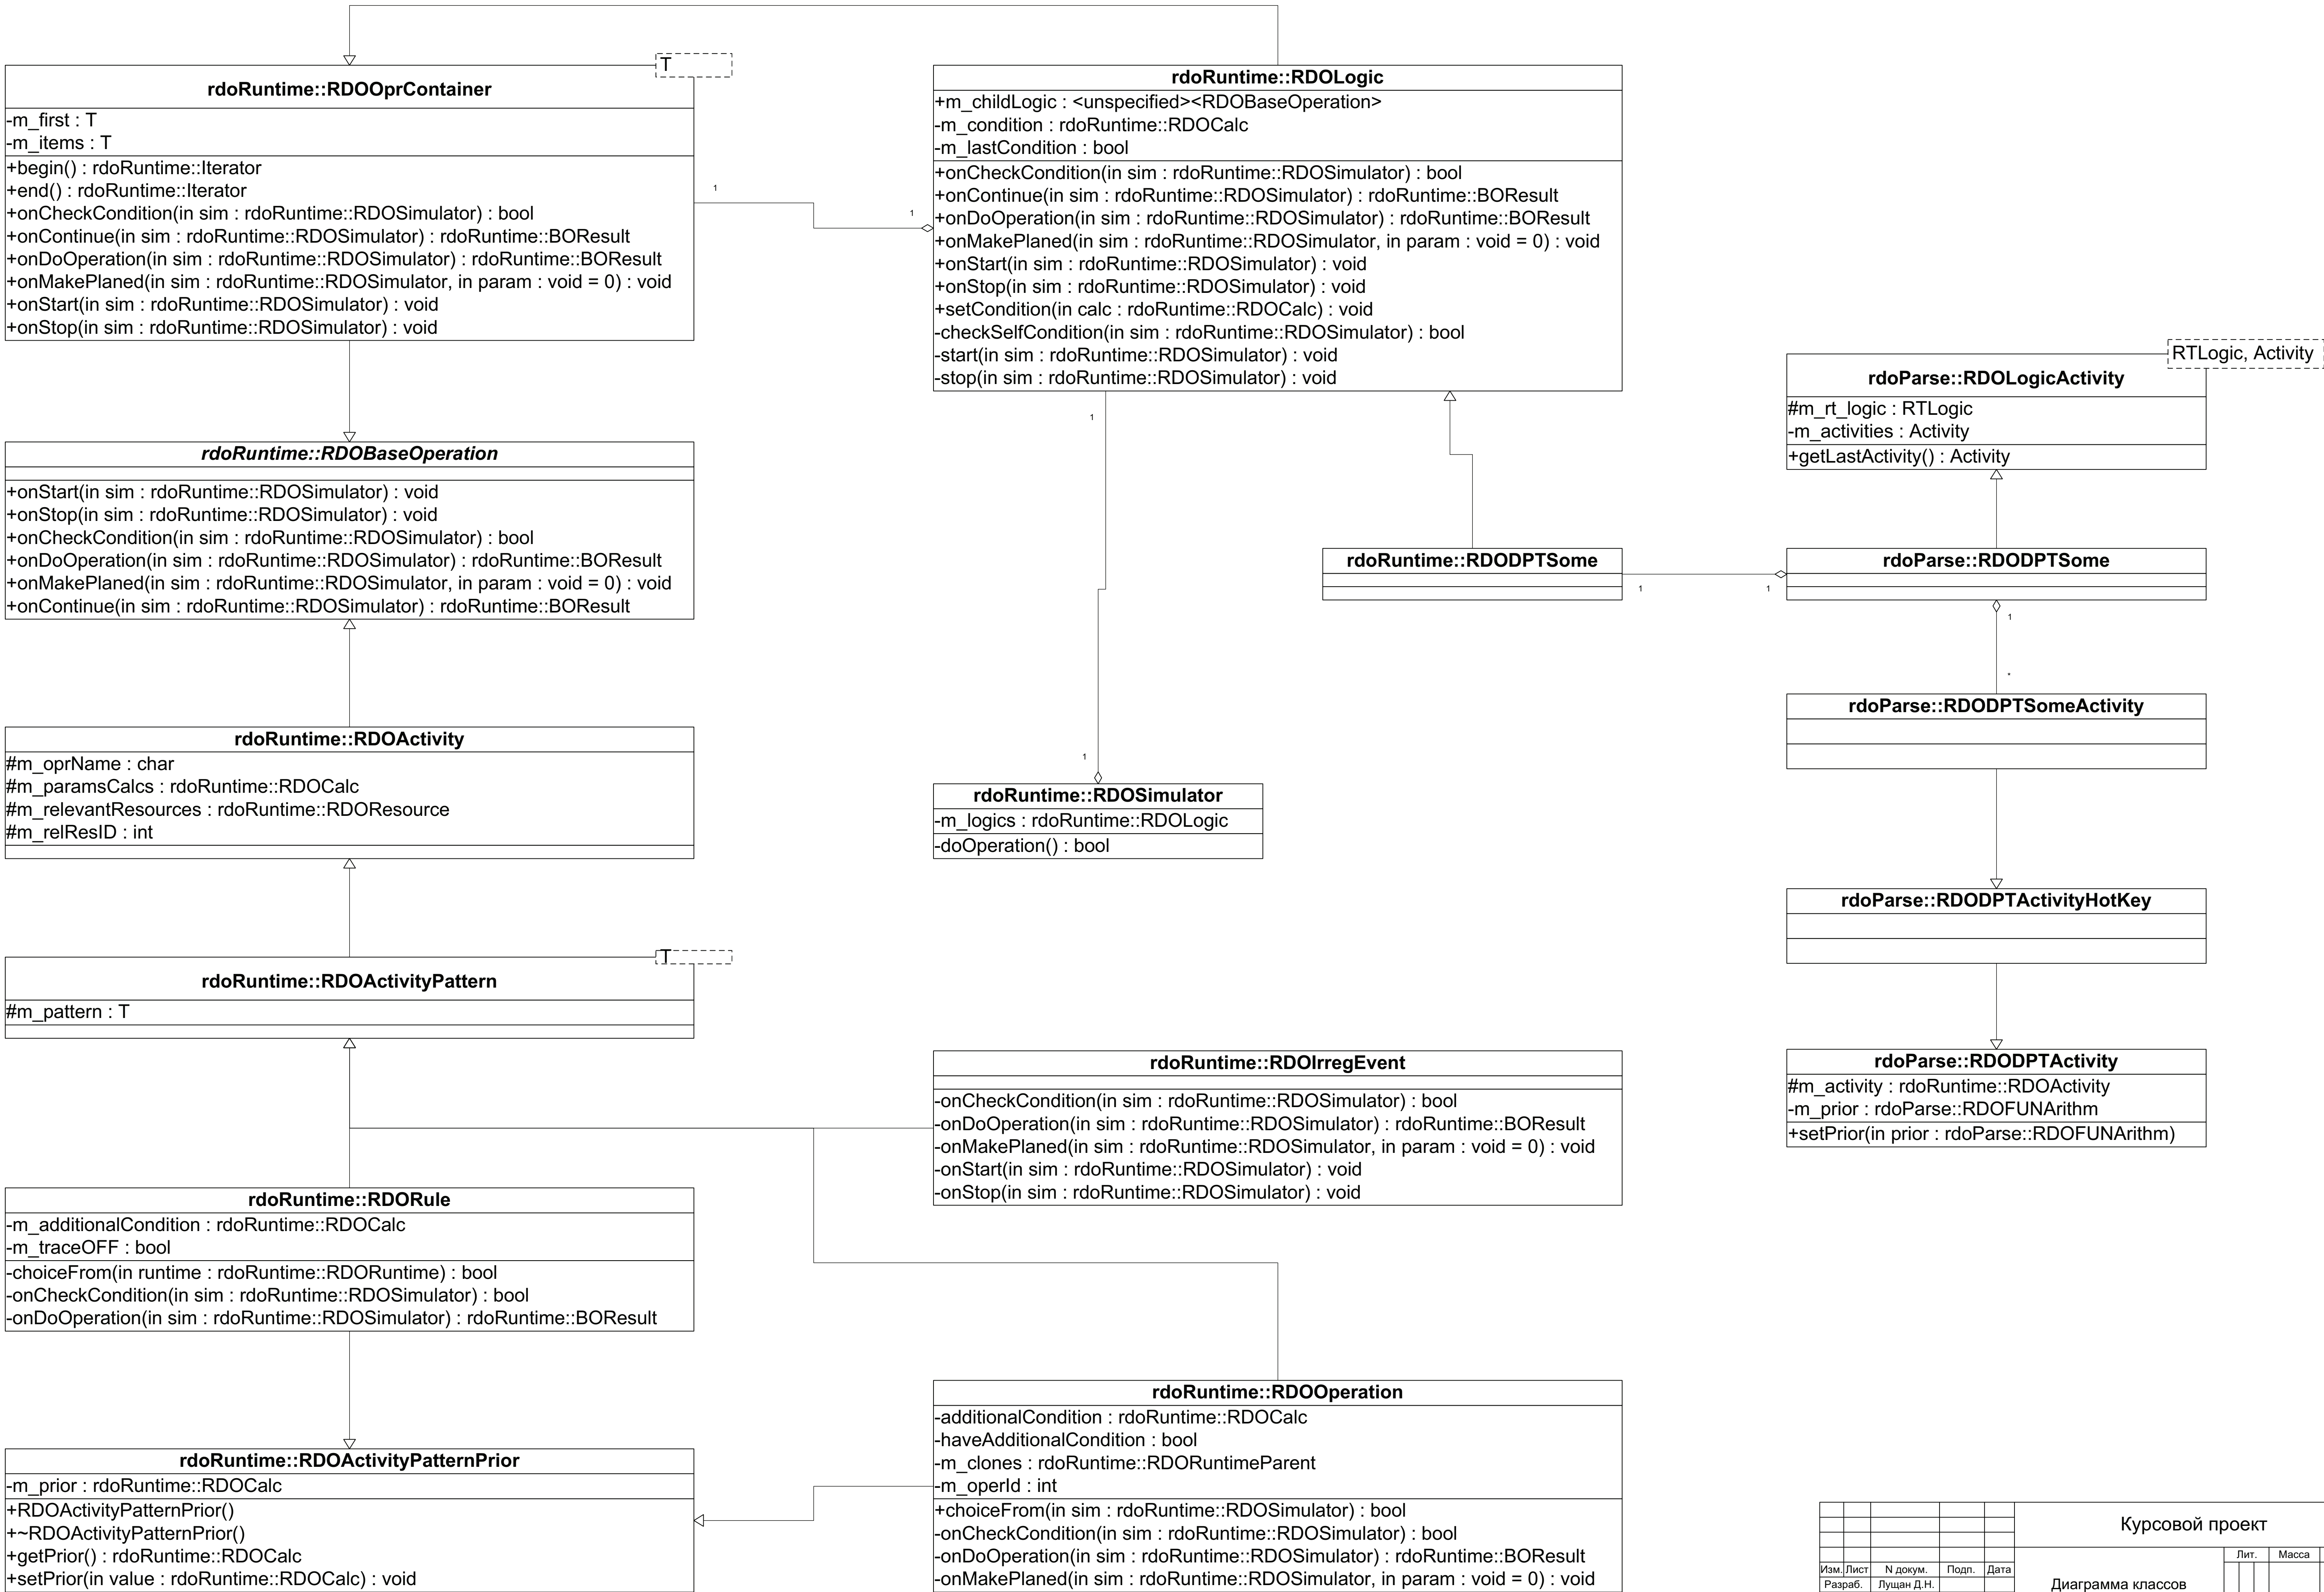 T
rdoRuntime::RDOOprContainer
-m_first : T
-m_items : T
+begin() : rdoRuntime::Iterator
+end() : rdoRuntime::Iterator
+onCheckCondition(in sim : rdoRuntime::RDOSimulator) : bool
+onContinue(in sim : rdoRuntime::RDOSimulator) : rdoRuntime::BOResult
+onDoOperation(in sim : rdoRuntime::RDOSimulator) : rdoRuntime::BOResult
+onMakePlaned(in sim : rdoRuntime::RDOSimulator, in param : void = 0) : void
+onStart(in sim : rdoRuntime::RDOSimulator) : void
+onStop(in sim : rdoRuntime::RDOSimulator) : void
1
1
rdoRuntime::RDOLogic
+m_childLogic : <unspecified><RDOBaseOperation>
-m_condition : rdoRuntime::RDOCalc
-m_lastCondition : bool
+onCheckCondition(in sim : rdoRuntime::RDOSimulator) : bool
+onContinue(in sim : rdoRuntime::RDOSimulator) : rdoRuntime::BOResult
+onDoOperation(in sim : rdoRuntime::RDOSimulator) : rdoRuntime::BOResult
+onMakePlaned(in sim : rdoRuntime::RDOSimulator, in param : void = 0) : void
+onStart(in sim : rdoRuntime::RDOSimulator) : void
+onStop(in sim : rdoRuntime::RDOSimulator) : void
+setCondition(in calc : rdoRuntime::RDOCalc) : void
-checkSelfCondition(in sim : rdoRuntime::RDOSimulator) : bool
-start(in sim : rdoRuntime::RDOSimulator) : void
-stop(in sim : rdoRuntime::RDOSimulator) : void
1
1
RTLogic, Activity
rdoParse::RDOLogicActivity
#m_rt_logic : RTLogic
-m_activities : Activity
+getLastActivity() : Activity
rdoRuntime::RDOBaseOperation
+onStart(in sim : rdoRuntime::RDOSimulator) : void
+onStop(in sim : rdoRuntime::RDOSimulator) : void
+onCheckCondition(in sim : rdoRuntime::RDOSimulator) : bool
+onDoOperation(in sim : rdoRuntime::RDOSimulator) : rdoRuntime::BOResult
+onMakePlaned(in sim : rdoRuntime::RDOSimulator, in param : void = 0) : void
+onContinue(in sim : rdoRuntime::RDOSimulator) : rdoRuntime::BOResult
rdoRuntime::RDODPTSome
1
1
rdoParse::RDODPTSome
1
*
rdoParse::RDODPTSomeActivity
rdoRuntime::RDOActivity
#m_oprName : char
#m_paramsCalcs : rdoRuntime::RDOCalc
#m_relevantResources : rdoRuntime::RDOResource
#m_relResID : int
rdoRuntime::RDOSimulator
-m_logics : rdoRuntime::RDOLogic
-doOperation() : bool
rdoParse::RDODPTActivityHotKey
T
rdoRuntime::RDOActivityPattern
#m_pattern : T
rdoRuntime::RDOIrregEvent
-onCheckCondition(in sim : rdoRuntime::RDOSimulator) : bool
-onDoOperation(in sim : rdoRuntime::RDOSimulator) : rdoRuntime::BOResult
-onMakePlaned(in sim : rdoRuntime::RDOSimulator, in param : void = 0) : void
-onStart(in sim : rdoRuntime::RDOSimulator) : void
-onStop(in sim : rdoRuntime::RDOSimulator) : void
rdoParse::RDODPTActivity
#m_activity : rdoRuntime::RDOActivity
-m_prior : rdoParse::RDOFUNArithm
+setPrior(in prior : rdoParse::RDOFUNArithm)
rdoRuntime::RDORule
-m_additionalCondition : rdoRuntime::RDOCalc
-m_traceOFF : bool
-choiceFrom(in runtime : rdoRuntime::RDORuntime) : bool
-onCheckCondition(in sim : rdoRuntime::RDOSimulator) : bool
-onDoOperation(in sim : rdoRuntime::RDOSimulator) : rdoRuntime::BOResult
rdoRuntime::RDOActivityPatternPrior
-m_prior : rdoRuntime::RDOCalc
+RDOActivityPatternPrior()
+~RDOActivityPatternPrior()
+getPrior() : rdoRuntime::RDOCalc
+setPrior(in value : rdoRuntime::RDOCalc) : void
rdoRuntime::RDOOperation
-additionalCondition : rdoRuntime::RDOCalc
-haveAdditionalCondition : bool
-m_clones : rdoRuntime::RDORuntimeParent
-m_operId : int
+choiceFrom(in sim : rdoRuntime::RDOSimulator) : bool
-onCheckCondition(in sim : rdoRuntime::RDOSimulator) : bool
-onDoOperation(in sim : rdoRuntime::RDOSimulator) : rdoRuntime::BOResult
-onMakePlaned(in sim : rdoRuntime::RDOSimulator, in param : void = 0) : void
Курсовой проект
Лит. Масса
Изм. Лист N докум. Подп. Дата
Разраб. Лущан Д.Н.
Диаграмма классов